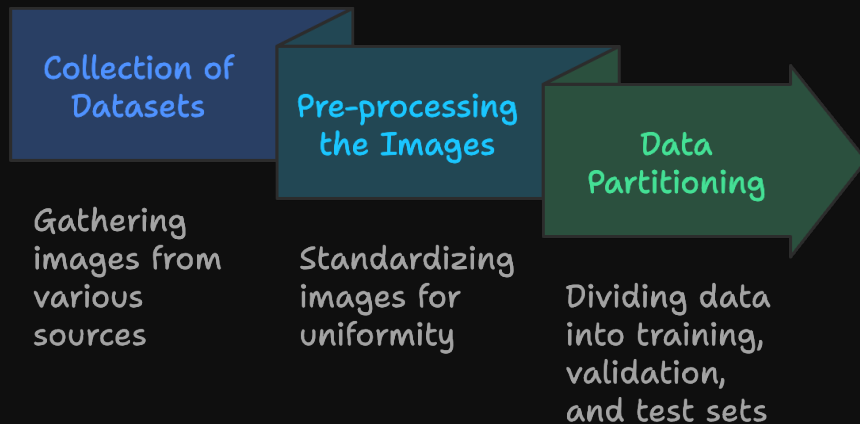 Collection of
Datasets
Pre-processing
the Images
Data
Partitioning
Gathering
images from
various
sources
Standardizing
images for
uniformity
Dividing data
into training,
validation,
and test sets